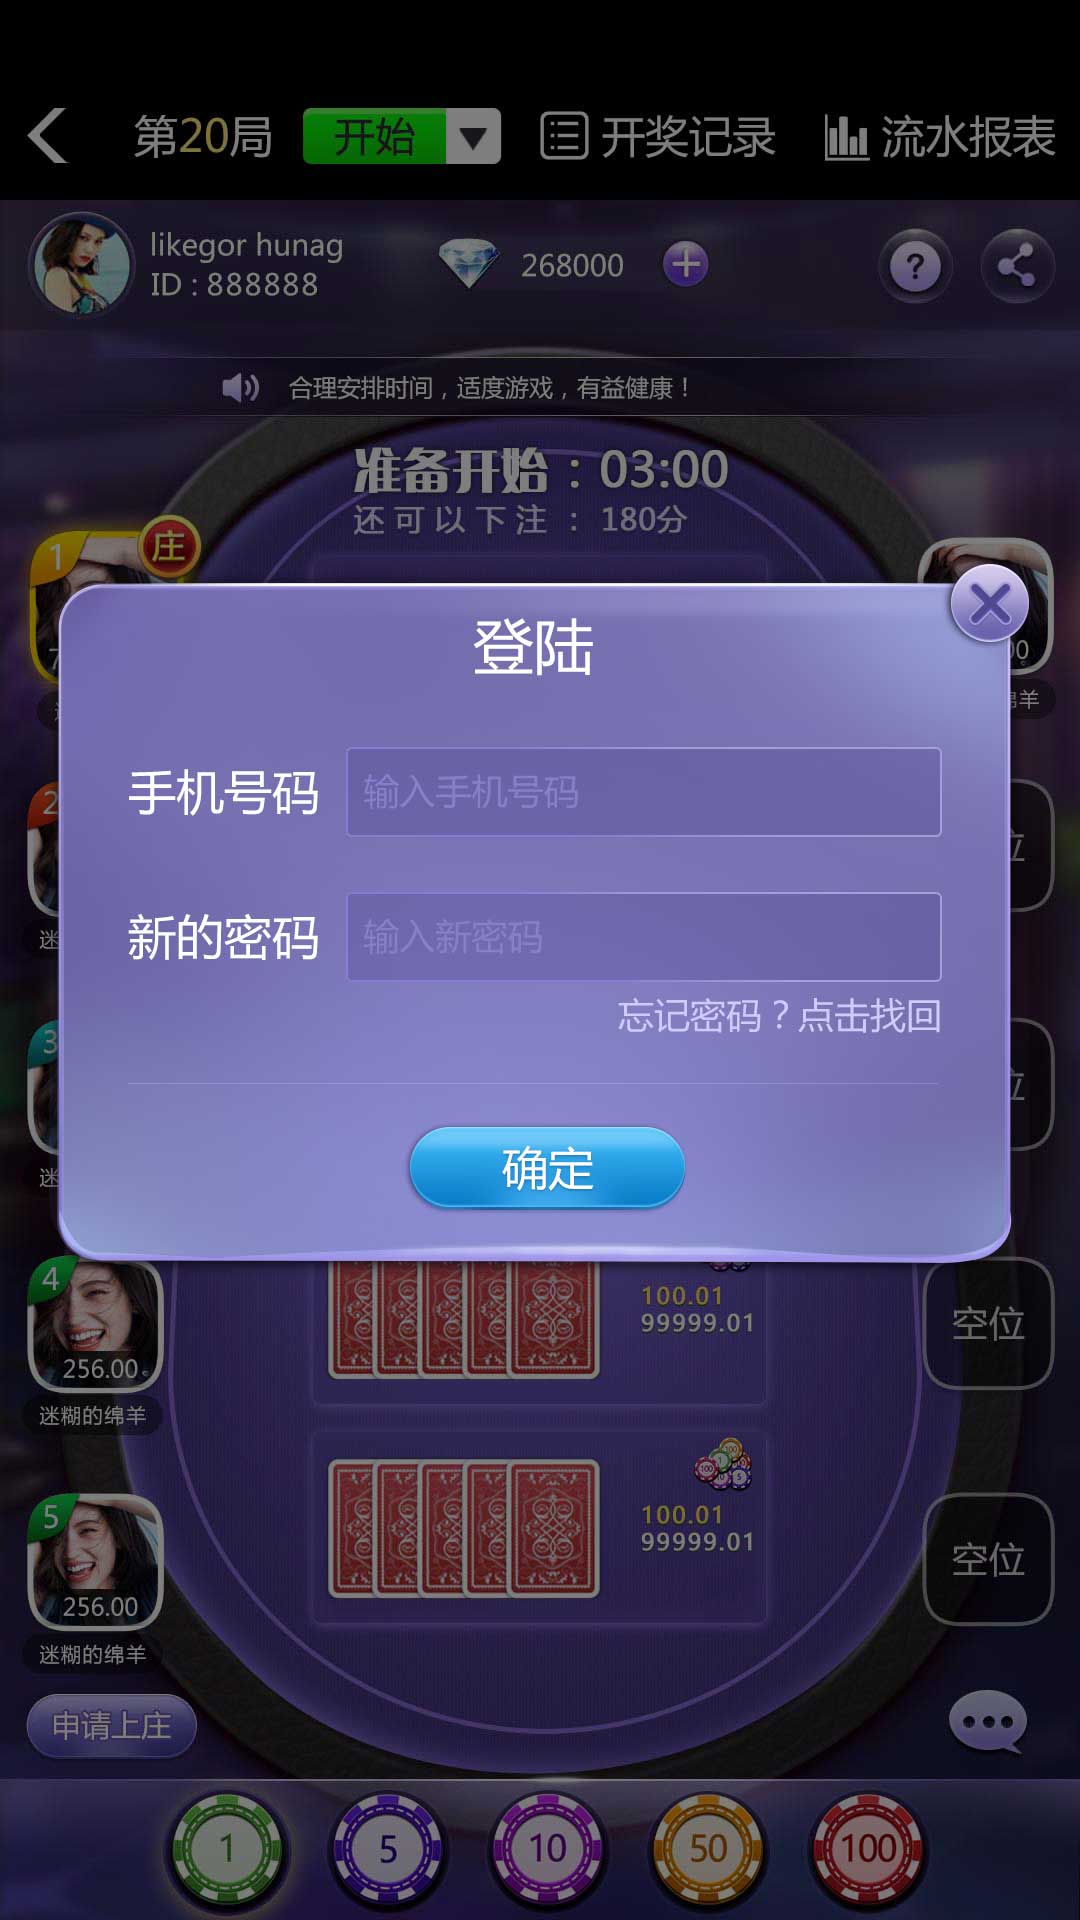 第20局 开始 开奖记录 流水报表
likegor hunag
ID : 888888
268000
?
合理安排时间，适度游戏，有益健康！
准备开始：03:00
还可以下注：180分
1 庄
登陆
手机号码 输入手机号码
新的密码 输入新密码
忘记密码？点击找回
确定
2
迷
3
迷
4
256.00
迷糊的绵羊
100.01
99999.01
空位
5
256.00
迷糊的绵羊
100.01
99999.01
空位
申请上庄
1 5 10 50 100